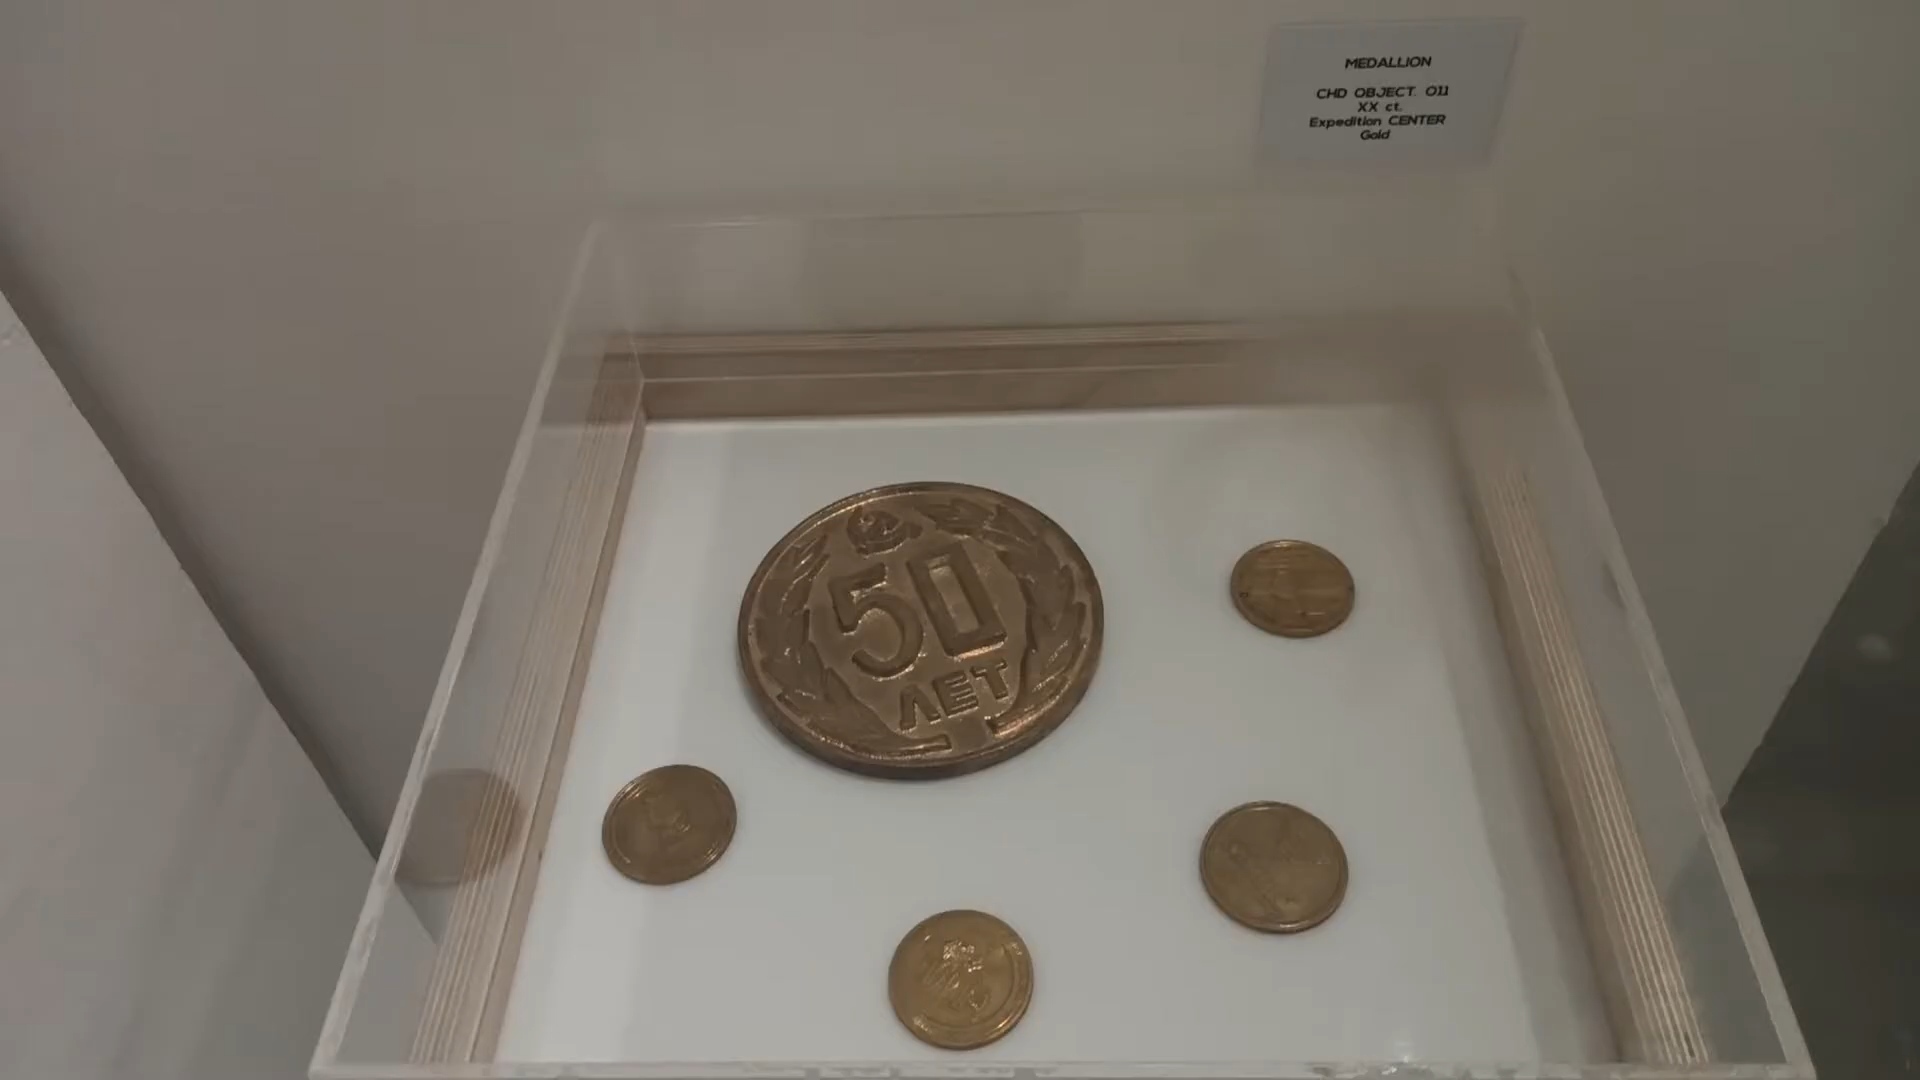 MEDALLION
CHD OBJECT. 011
XX ct.
Expedition CENTER
Gold
50
ЛЕТ